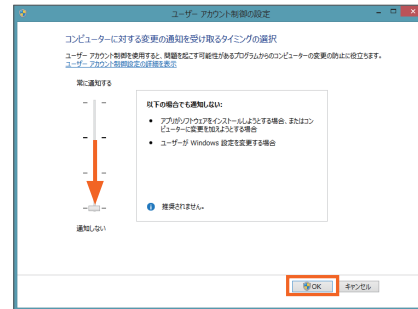 ユーザー アカウント制御の設定
コンピューターに対する変更の通知を受け取るタイミングの選択
ユーザー アカウント制御を使用すると、問題を起こす可能性があるプログラムからのコンピューターの変更の防止に役立ちます。
ユーザー アカウント制御設定の詳細を表示
常に通知する
以下の場合でも通知しない:
• アプリがソフトウェアをインストールしようとする場合、またはコン
ピューターに変更を加えようとする場合
• ユーザーが Windows 設定を変更する場合
推奨されません。
通知しない
OK
キャンセル